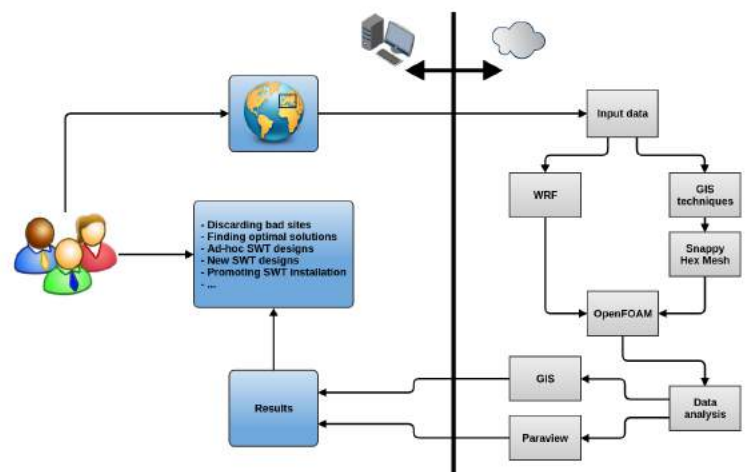 Input data
WRF
GIS
techniques
- Discarding bad sites
- Finding optimal solutions
- Ad-hoc SWT designs
- New SWT designs
- Promoting SWT installation
- ...
Snappy
Hex Mesh
OpenFOAM
GIS
Results
Data
analysis
Paraview